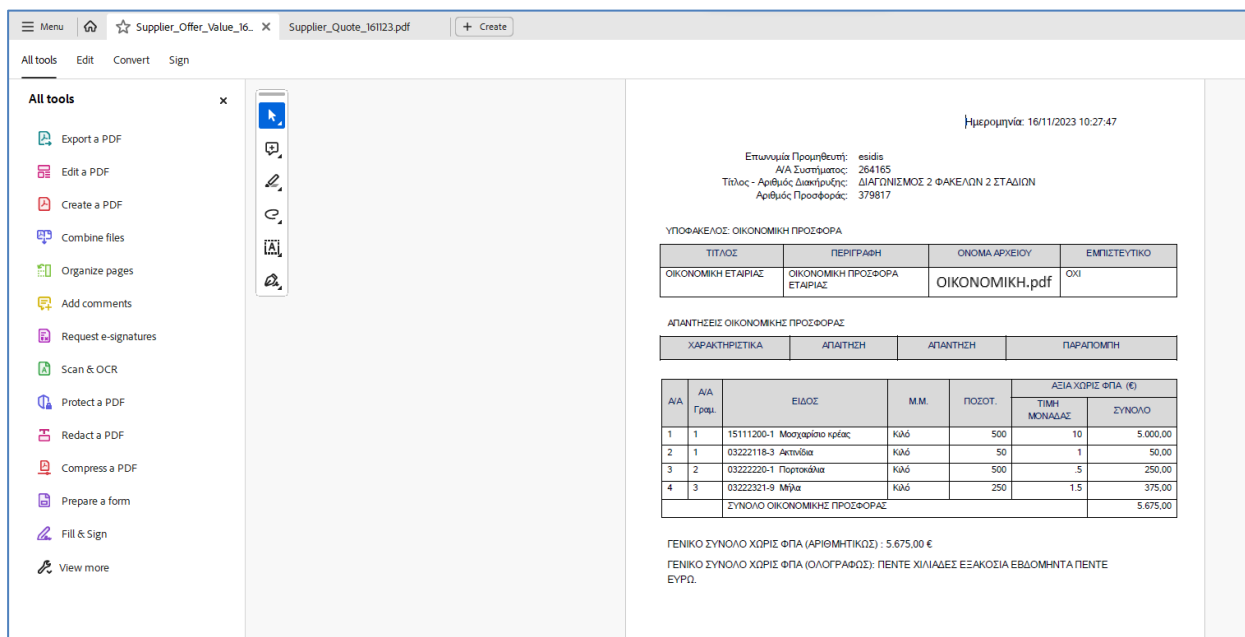 Menu
Supplier_Offer_Value_16...
Supplier_Quote_161123.pdf
+ Create
All tools Edit Convert Sign
All tools
Export a PDF
Edit a PDF
Create a PDF
Combine files
Organize pages
Add comments
Request e-signatures
Scan & OCR
Protect a PDF
Redact a PDF
Compress a PDF
Prepare a form
Fill & Sign
View more
Ημερομηνία: 16/11/2023 10:27:47
Επωνυμία Προμηθευτή: esidis
Α/Α Συστήματος: 264165
Τίτλος - Αριθμός Διακήρυξης: ΔΙΑΓΩΝΙΣΜΟΣ 2 ΦΑΚΕΛΩΝ 2 ΣΤΑΔΙΩΝ
Αριθμός Προσφοράς: 379817
ΥΠΟΦΑΚΕΛΟΣ: ΟΙΚΟΝΟΜΙΚΗ ΠΡΟΣΦΟΡΑ
ΤΙΤΛΟΣ ΠΕΡΙΓΡΑΦΗ ΟΝΟΜΑ ΑΡΧΕΙΟΥ ΕΜΠΙΣΤΕΥΤΙΚΟ
ΟΙΚΟΝΟΜΙΚΗ ΕΤΑΙΡΙΑΣ ΟΙΚΟΝΟΜΙΚΗ ΠΡΟΣΦΟΡΑ ΕΤΑΙΡΙΑΣ ΟΙΚΟΝΟΜΙΚΗ.pdf ΟΧΙ
ΑΠΑΝΤΗΣΕΙΣ ΟΙΚΟΝΟΜΙΚΗΣ ΠΡΟΣΦΟΡΑΣ
ΧΑΡΑΚΤΗΡΙΣΤΙΚΑ ΑΠΑΙΤΗΣΗ ΑΠΑΝΤΗΣΗ ΠΑΡΑΠΟΜΠΗ
Α/Α Α/Α Γραμ. ΕΙΔΟΣ Μ.Μ. ΠΟΣΟΤ. ΑΞΙΑ ΧΩΡΙΣ ΦΠΑ (€)
ΤΙΜΗ ΜΟΝΑΔΑΣ ΣΥΝΟΛΟ
1 1 15111200-1 Μοσχαρίσιο κρέας Κιλό 500 10 5.000,00
2 1 03222118-3 Ακτινίδια Κιλό 50 1 50,00
3 2 03222220-1 Πορτοκάλια Κιλό 500 .5 250,00
4 3 03222321-9 Μήλα Κιλό 250 1.5 375,00
ΣΥΝΟΛΟ ΟΙΚΟΝΟΜΙΚΗΣ ΠΡΟΣΦΟΡΑΣ 5.675,00
ΓΕΝΙΚΟ ΣΥΝΟΛΟ ΧΩΡΙΣ ΦΠΑ (ΑΡΙΘΜΗΤΙΚΩΣ) : 5.675,00 €
ΓΕΝΙΚΟ ΣΥΝΟΛΟ ΧΩΡΙΣ ΦΠΑ (ΟΛΟΓΡΑΦΩΣ): ΠΕΝΤΕ ΧΙΛΙΑΔΕΣ ΕΞΑΚΟΣΙΑ ΕΒΔΟΜΗΝΤΑ ΠΕΝΤΕ
ΕΥΡΩ.